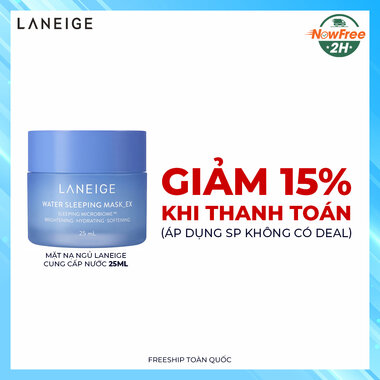 LANEIGE
NowFree
2H
LANEIGE
WATER SLEEPING MASK_EX
SLEEPING MICROBIOME™
BRIGHTENING · HYDRATING · SOFTENING
25 mL
MẶT NẠ NGỦ LANEIGE
CUNG CẤP NƯỚC 25ML
GIẢM 15%
KHI THANH TOÁN
(ÁP DỤNG SP KHÔNG CÓ DEAL)
FREESHIP TOÀN QUỐC